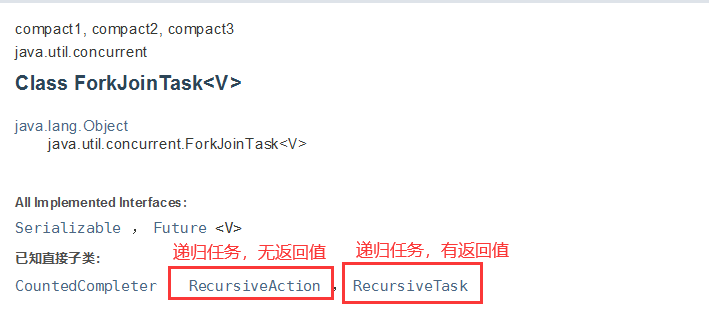 compact1, compact2, compact3
java.util.concurrent
Class ForkJoinTask<V>
java.lang.Object
java.util.concurrent.ForkJoinTask<V>
All Implemented Interfaces:
Serializable , Future <V>
递归任务，无返回值 递归任务，有返回值
已知直接子类:
CountedCompleter RecursiveAction , RecursiveTask